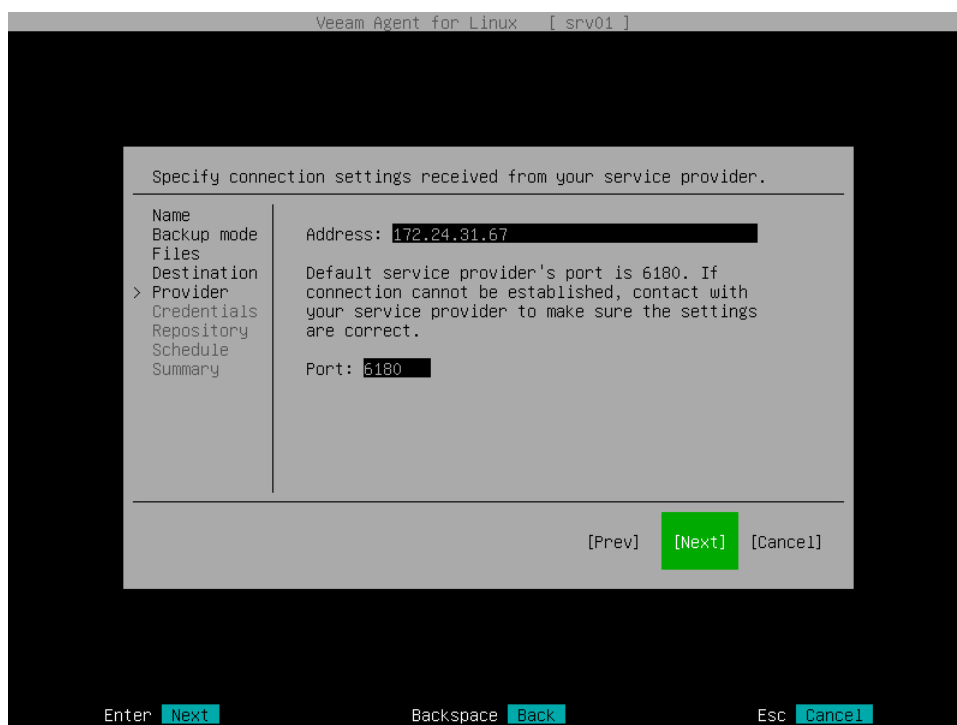 Veeam Agent for Linux [ srv01 ]
Specify connection settings received from your service provider.
Name
Backup mode
Files
Destination
> Provider
Credentials
Repository
Schedule
Summary
Address: 172.24.31.67
Default service provider's port is 6180. If
connection cannot be established, contact with
your service provider to make sure the settings
are correct.
Port: 6180
[Prev] [Next] [Cancel]
Enter Next Backspace Back Esc Cancel